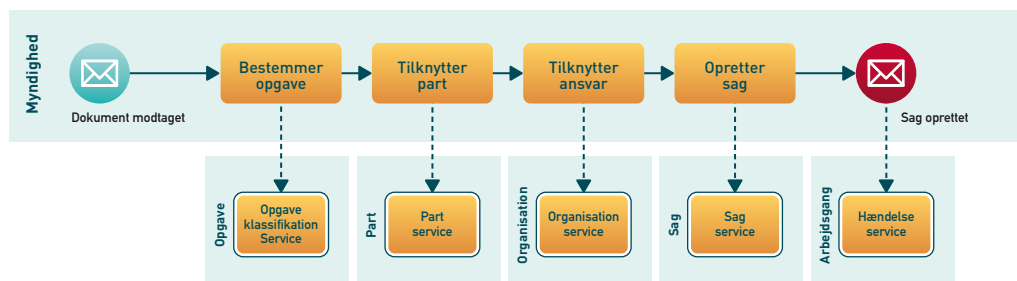 Myndighed
Dokument modtaget
Bestemmer
opgave
Tilknytter
part
Tilknytter
ansvar
Opretter
sag
Sag oprettet
Opgave
Opgave
klassifikation
Service
Part
Part
service
Organisation
Organisation
service
Sag
Sag
service
Arbejdsgang
Hændelse
service